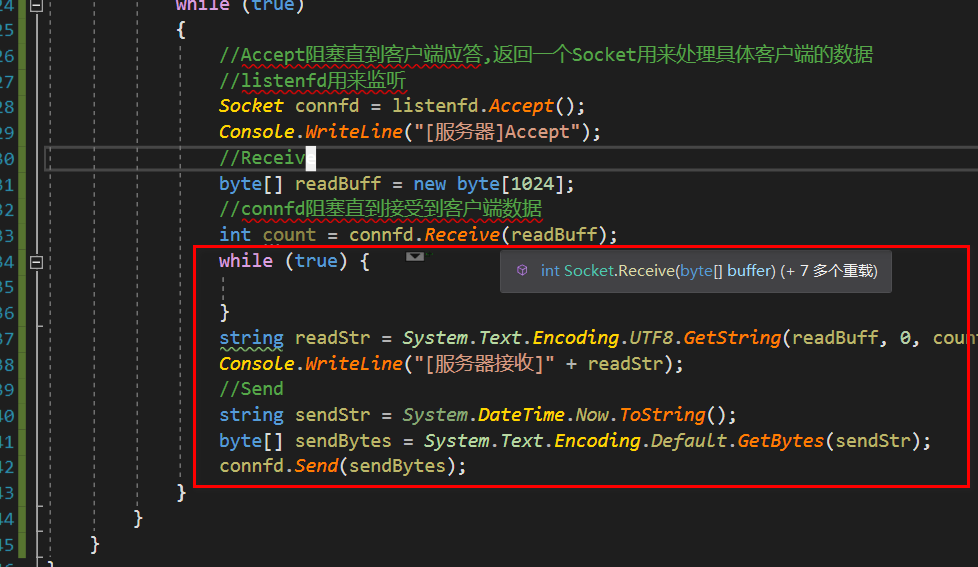 24 while (true)
25 {
26 //Accept阻塞直到客户端应答,返回一个Socket用来处理具体客户端的数据
27 //listenfd用来监听
28 Socket connfd = listenfd.Accept();
29 Console.WriteLine("[服务器]Accept");
30 //Receive
31 byte[] readBuff = new byte[1024];
32 //connfd阻塞直到接受到客户端数据
33 int count = connfd.Receive(readBuff);
34 while (true) {
int Socket.Receive(byte[] buffer) (+ 7 多个重载)
35
36 }
37 string readStr = System.Text.Encoding.UTF8.GetString(readBuff, 0, coun
38 Console.WriteLine("[服务器接收]" + readStr);
39 //Send
40 string sendStr = System.DateTime.Now.ToString();
41 byte[] sendBytes = System.Text.Encoding.Default.GetBytes(sendStr);
42 connfd.Send(sendBytes);
43 }
44 }
45 }